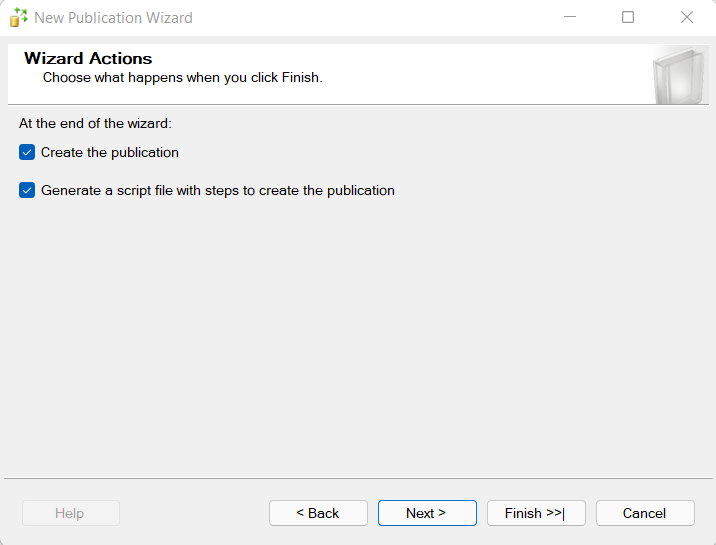 New Publication Wizard
Wizard Actions
Choose what happens when you click Finish.
At the end of the wizard:
Create the publication
Generate a script file with steps to create the publication
Help
< Back
Next >
Finish >>|
Cancel